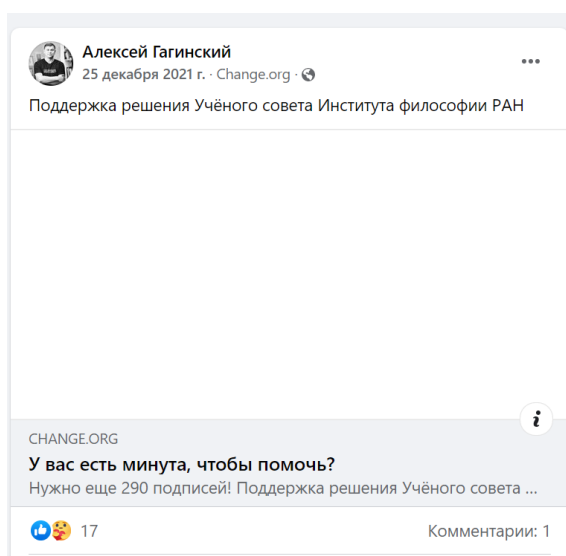 Алексей Гагинский
25 декабря 2021 г. · Change.org ·
Поддержка решения Учёного совета Института философии РАН
CHANGE.ORG
У вас есть минута, чтобы помочь?
Нужно еще 290 подписей! Поддержка решения Учёного совета ...
17
Комментарии: 1